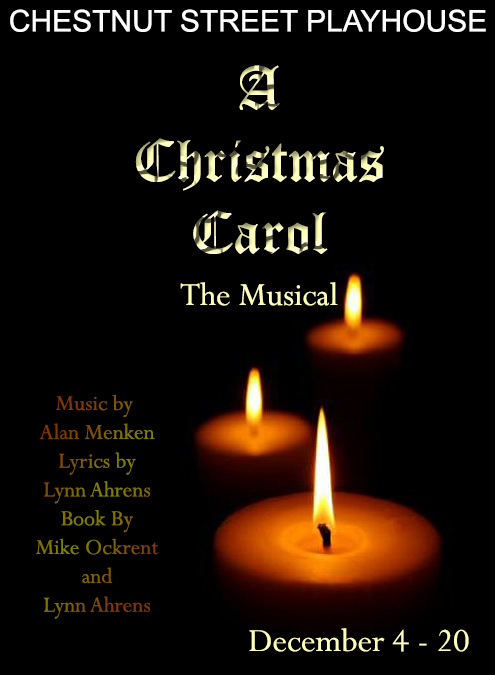 CHESTNUT STREET PLAYHOUSE
A
Christmas
Carol
The Musical
Music by
Alan Menken
Lyrics by
Lynn Ahrens
Book By
Mike Ockrent
and
Lynn Ahrens
December 4 - 20